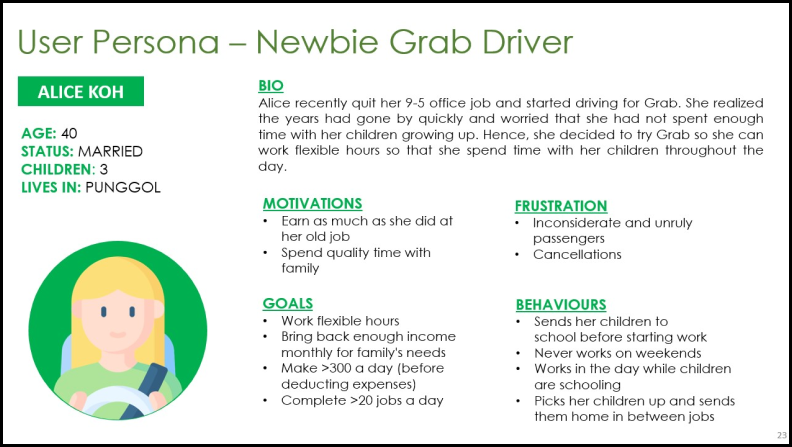 User Persona – Newbie Grab Driver
ALICE KOH
AGE: 40
STATUS: MARRIED
CHILDREN: 3
LIVES IN: PUNGGOL
BIO
Alice recently quit her 9-5 office job and started driving for Grab. She realized
the years had gone by quickly and worried that she had not spent enough
time with her children growing up. Hence, she decided to try Grab so she can
work flexible hours so that she spend time with her children throughout the
day.
MOTIVATIONS
• Earn as much as she did at
her old job
• Spend quality time with
family
FRUSTRATION
• Inconsiderate and unruly
passengers
• Cancellations
GOALS
• Work flexible hours
• Bring back enough income
monthly for family's needs
• Make >300 a day (before
deducting expenses)
• Complete >20 jobs a day
BEHAVIOURS
• Sends her children to
school before starting work
• Never works on weekends
• Works in the day while children
are schooling
• Picks her children up and sends
them home in between jobs
23